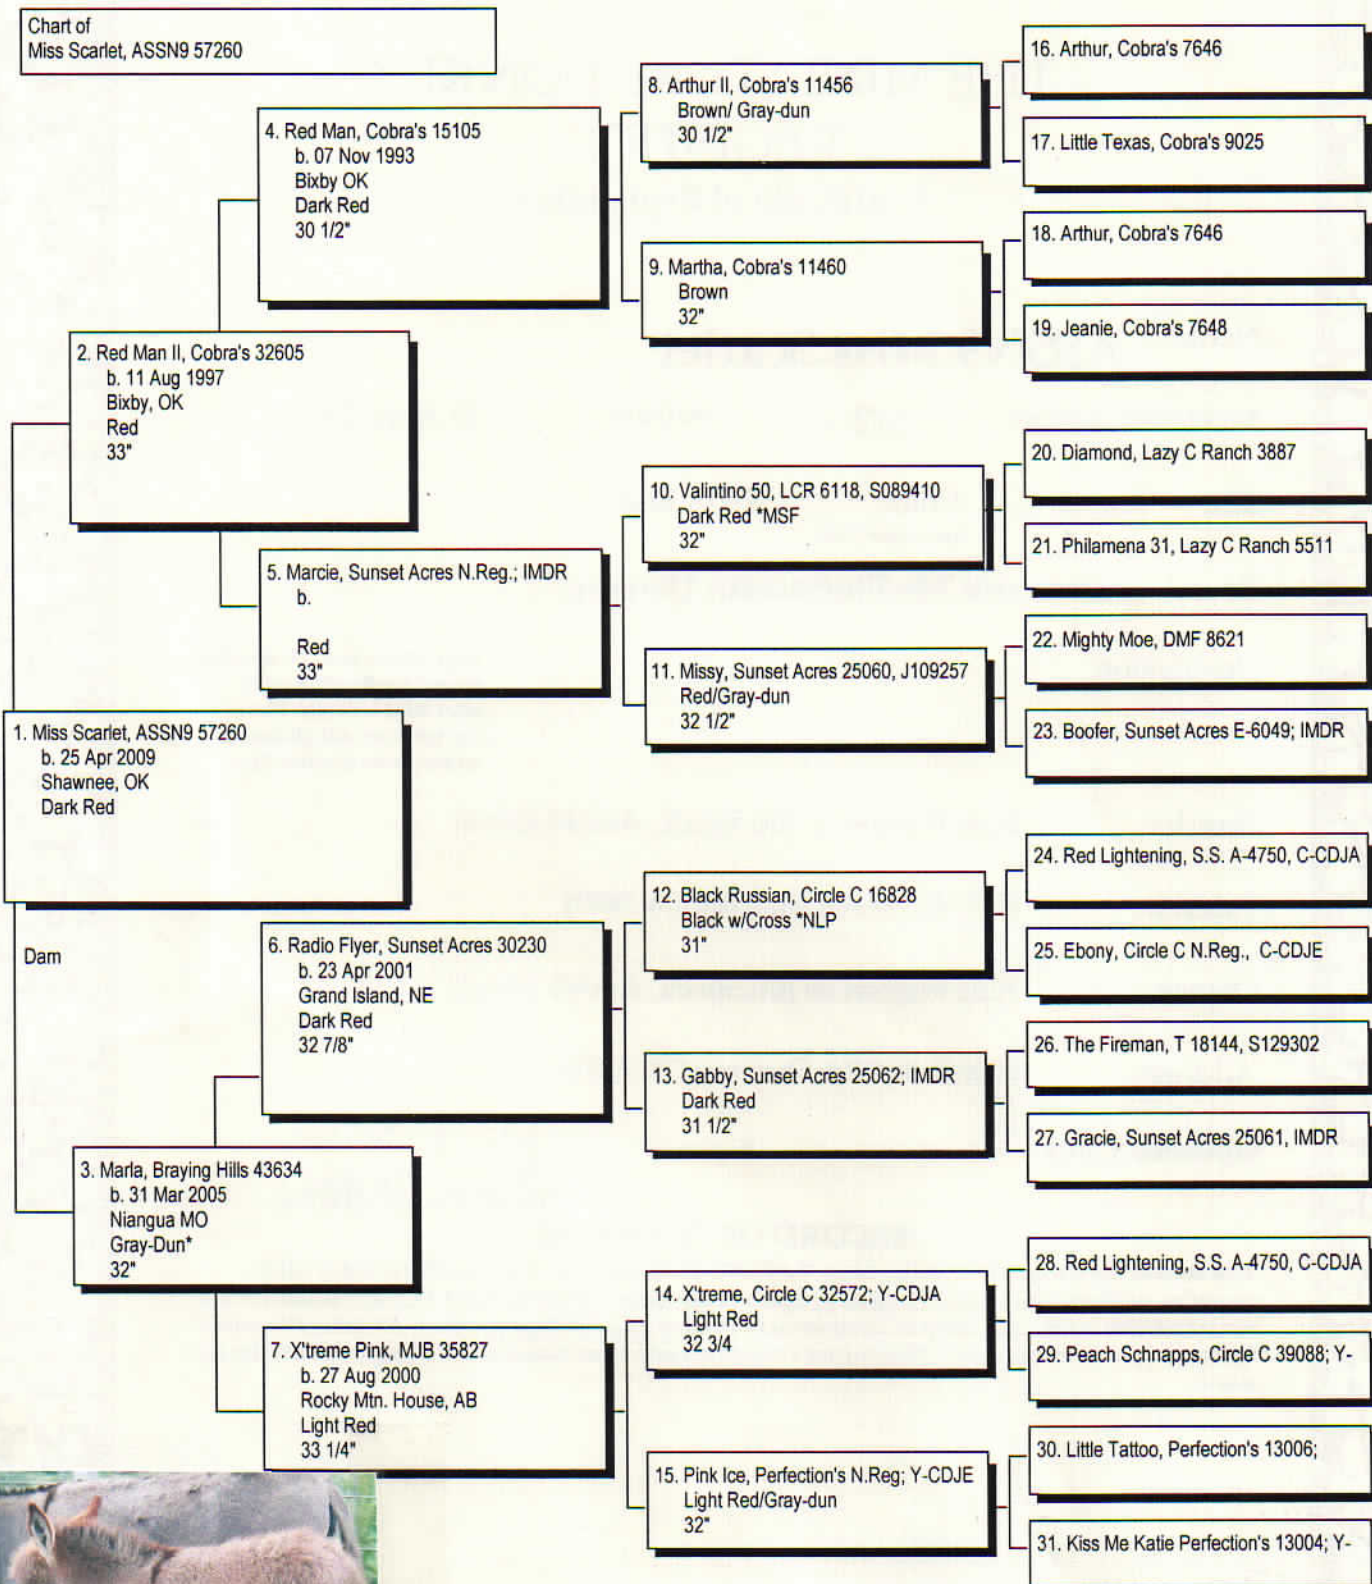 Chart of
Miss Scarlet, ASSN9 57260
1. Miss Scarlet, ASSN9 57260
b. 25 Apr 2009
Shawnee, OK
Dark Red
Dam
2. Red Man II, Cobra's 32605
b. 11 Aug 1997
Bixby, OK
Red
33"
3. Marla, Braying Hills 43634
b. 31 Mar 2005
Niangua MO
Gray-Dun*
32"
4. Red Man, Cobra's 15105
b. 07 Nov 1993
Bixby OK
Dark Red
30 1/2"
5. Marcie, Sunset Acres N.Reg.; IMDR
b.
Red
33"
6. Radio Flyer, Sunset Acres 30230
b. 23 Apr 2001
Grand Island, NE
Dark Red
32 7/8"
7. X'treme Pink, MJB 35827
b. 27 Aug 2000
Rocky Mtn. House, AB
Light Red
33 1/4"
8. Arthur II, Cobra's 11456
Brown/ Gray-dun
30 1/2"
9. Martha, Cobra's 11460
Brown
32"
10. Valintino 50, LCR 6118, S089410
Dark Red *MSF
32"
11. Missy, Sunset Acres 25060, J109257
Red/Gray-dun
32 1/2"
12. Black Russian, Circle C 16828
Black w/Cross *NLP
31"
13. Gabby, Sunset Acres 25062; IMDR
Dark Red
31 1/2"
14. X'treme, Circle C 32572; Y-CDJA
Light Red
32 3/4
15. Pink Ice, Perfection's N.Reg; Y-CDJE
Light Red/Gray-dun
32"
16. Arthur, Cobra's 7646
17. Little Texas, Cobra's 9025
18. Arthur, Cobra's 7646
19. Jeanie, Cobra's 7648
20. Diamond, Lazy C Ranch 3887
21. Philamena 31, Lazy C Ranch 5511
22. Mighty Moe, DMF 8621
23. Boofer, Sunset Acres E-6049; IMDR
24. Red Lightening, S.S. A-4750, C-CDJA
25. Ebony, Circle C N.Reg., C-CDJE
26. The Fireman, T 18144, S129302
27. Gracie, Sunset Acres 25061, IMDR
28. Red Lightening, S.S. A-4750, C-CDJA
29. Peach Schnapps, Circle C 39088; Y-
30. Little Tattoo, Perfection's 13006;
31. Kiss Me Katie Perfection's 13004; Y-